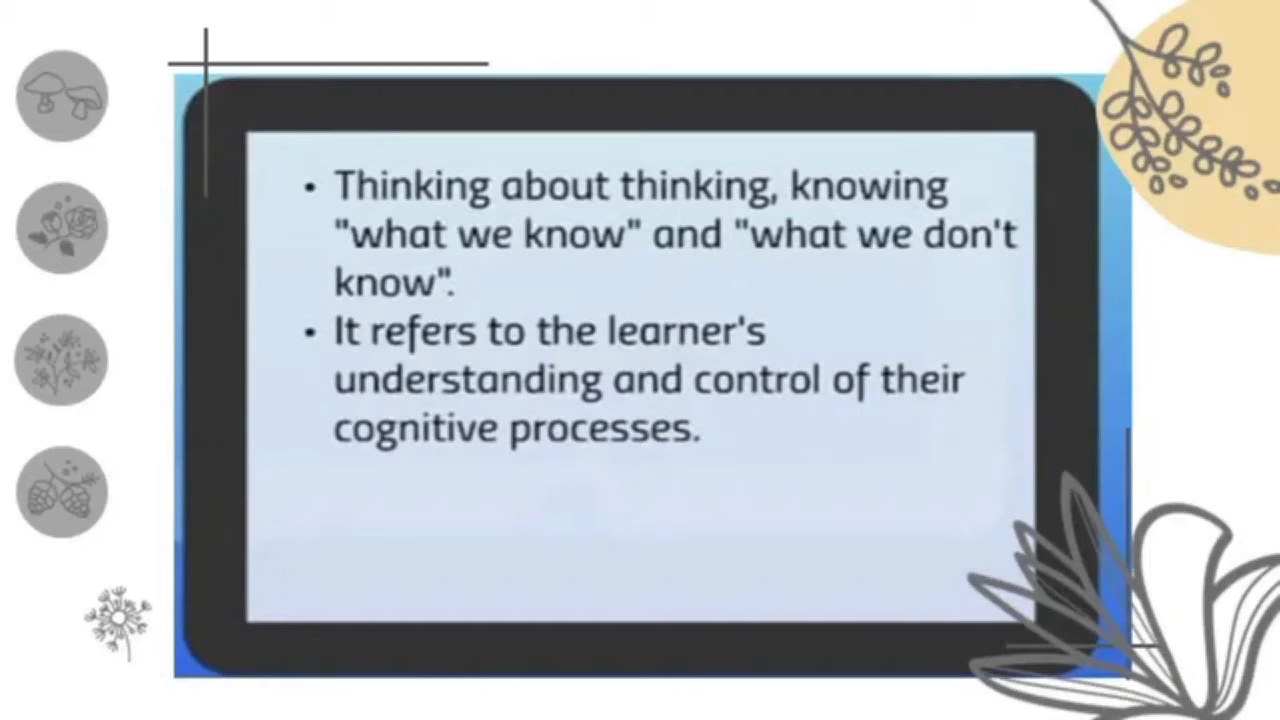 • Thinking about thinking, knowing
"what we know" and "what we don't
know".
• It refers to the learner's
understanding and control of their
cognitive processes.